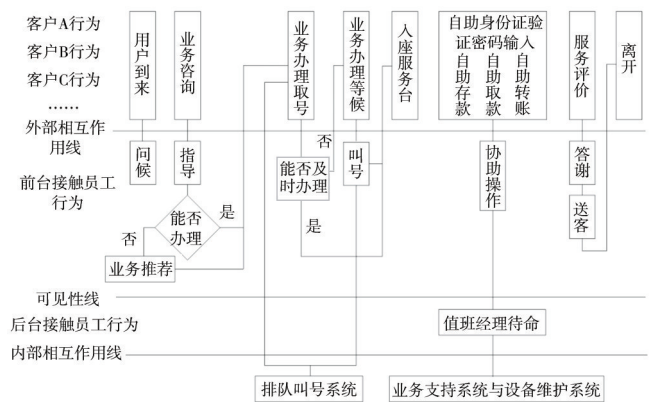 客户A行为
客户B行为
客户C行为
……
用户到来
业务咨询
业务办理取号
业务办理等候
入座服务台
自助身份证验
证密码输入
自助存款
自助取款
自助转账
服务评价
离开
外部相互作
用线
前台接触员工
行为
问候
指导
能否
办理
是
否
业务推荐
能否及
时办理
否
是
叫号
协助操作
答谢
送客
可见性线
后台接触员工行为
值班经理待命
内部相互作用线
排队叫号系统
业务支持系统与设备维护系统